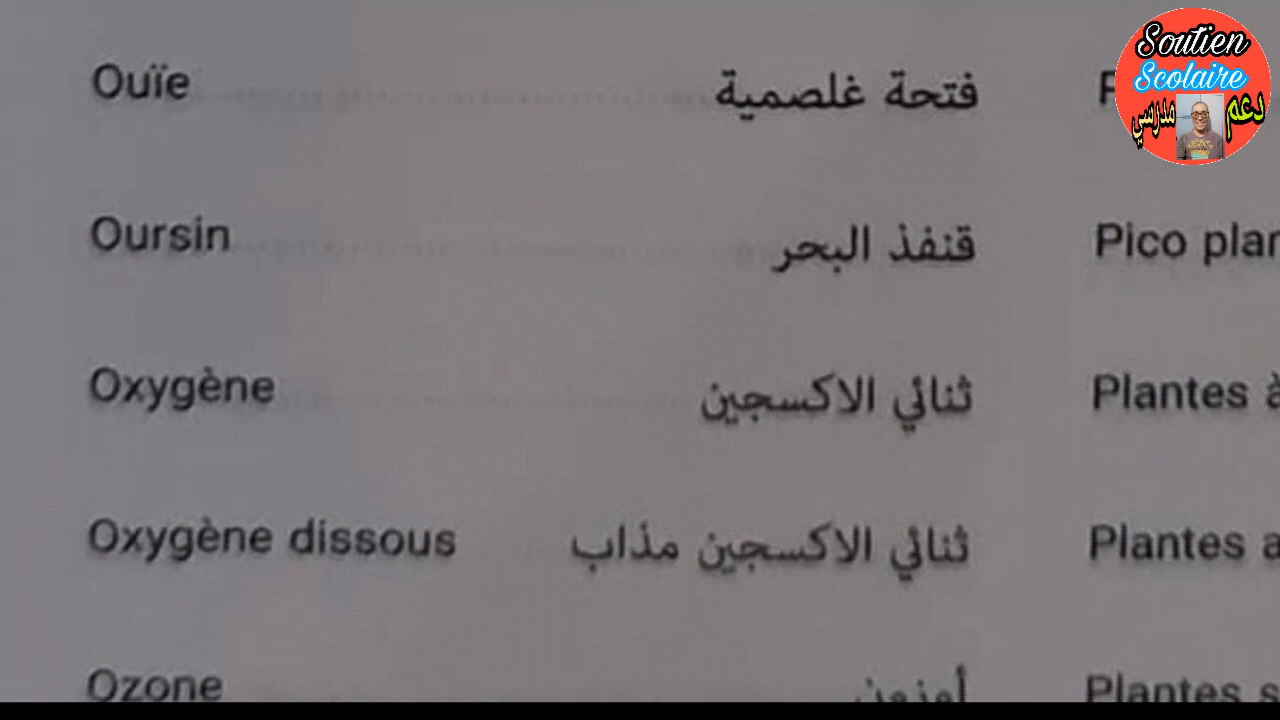 Soutien
Scolaire
دعم مدرسي
Ouïe فتحة غلصمية
Oursin قنفذ البحر
Pico
Oxygène ثنائي الاكسجين
Plantes
Oxygène dissous ثنائي الاكسجين مذاب
Plantes
Ozone أوزون
Plantes